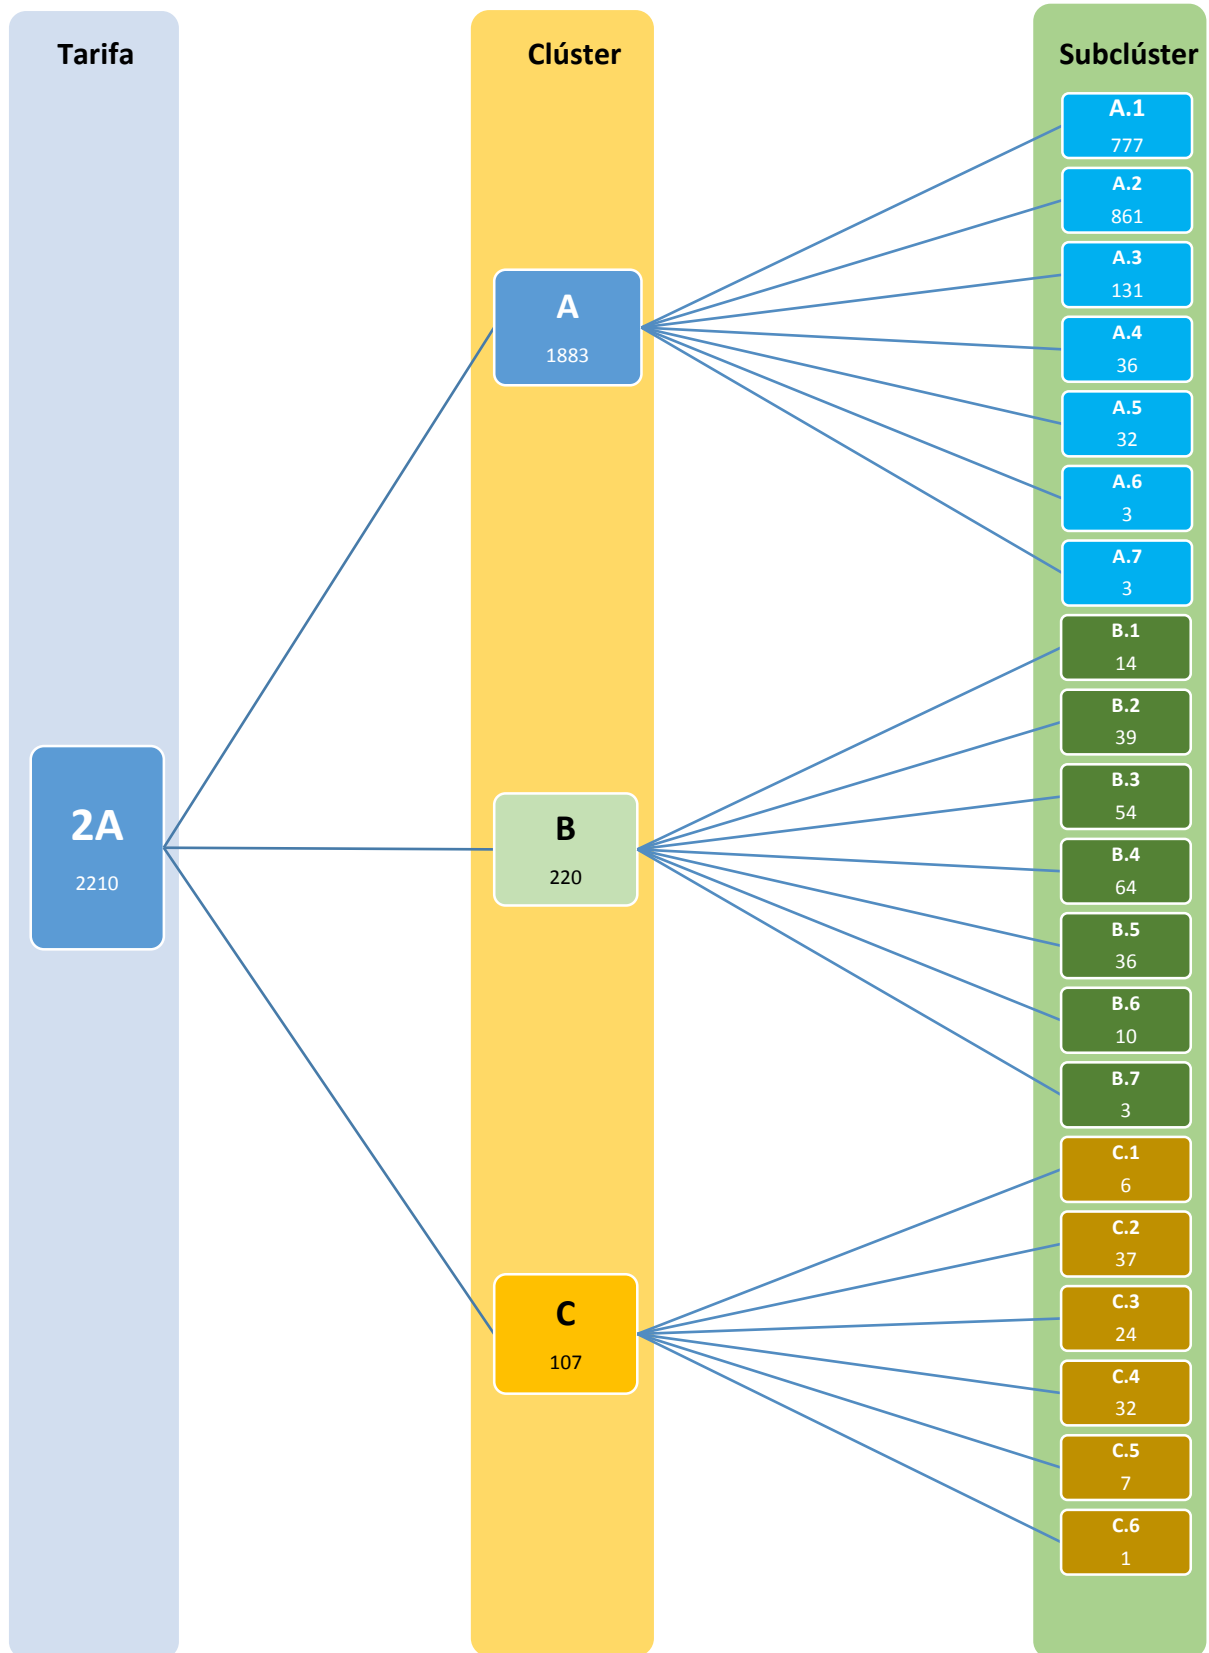 Tarifa
Clúster
Subclúster
2A
2210
A
1883
B
220
C
107
A.1
777
A.2
861
A.3
131
A.4
36
A.5
32
A.6
3
A.7
3
B.1
14
B.2
39
B.3
54
B.4
64
B.5
36
B.6
10
B.7
3
C.1
6
C.2
37
C.3
24
C.4
32
C.5
7
C.6
1